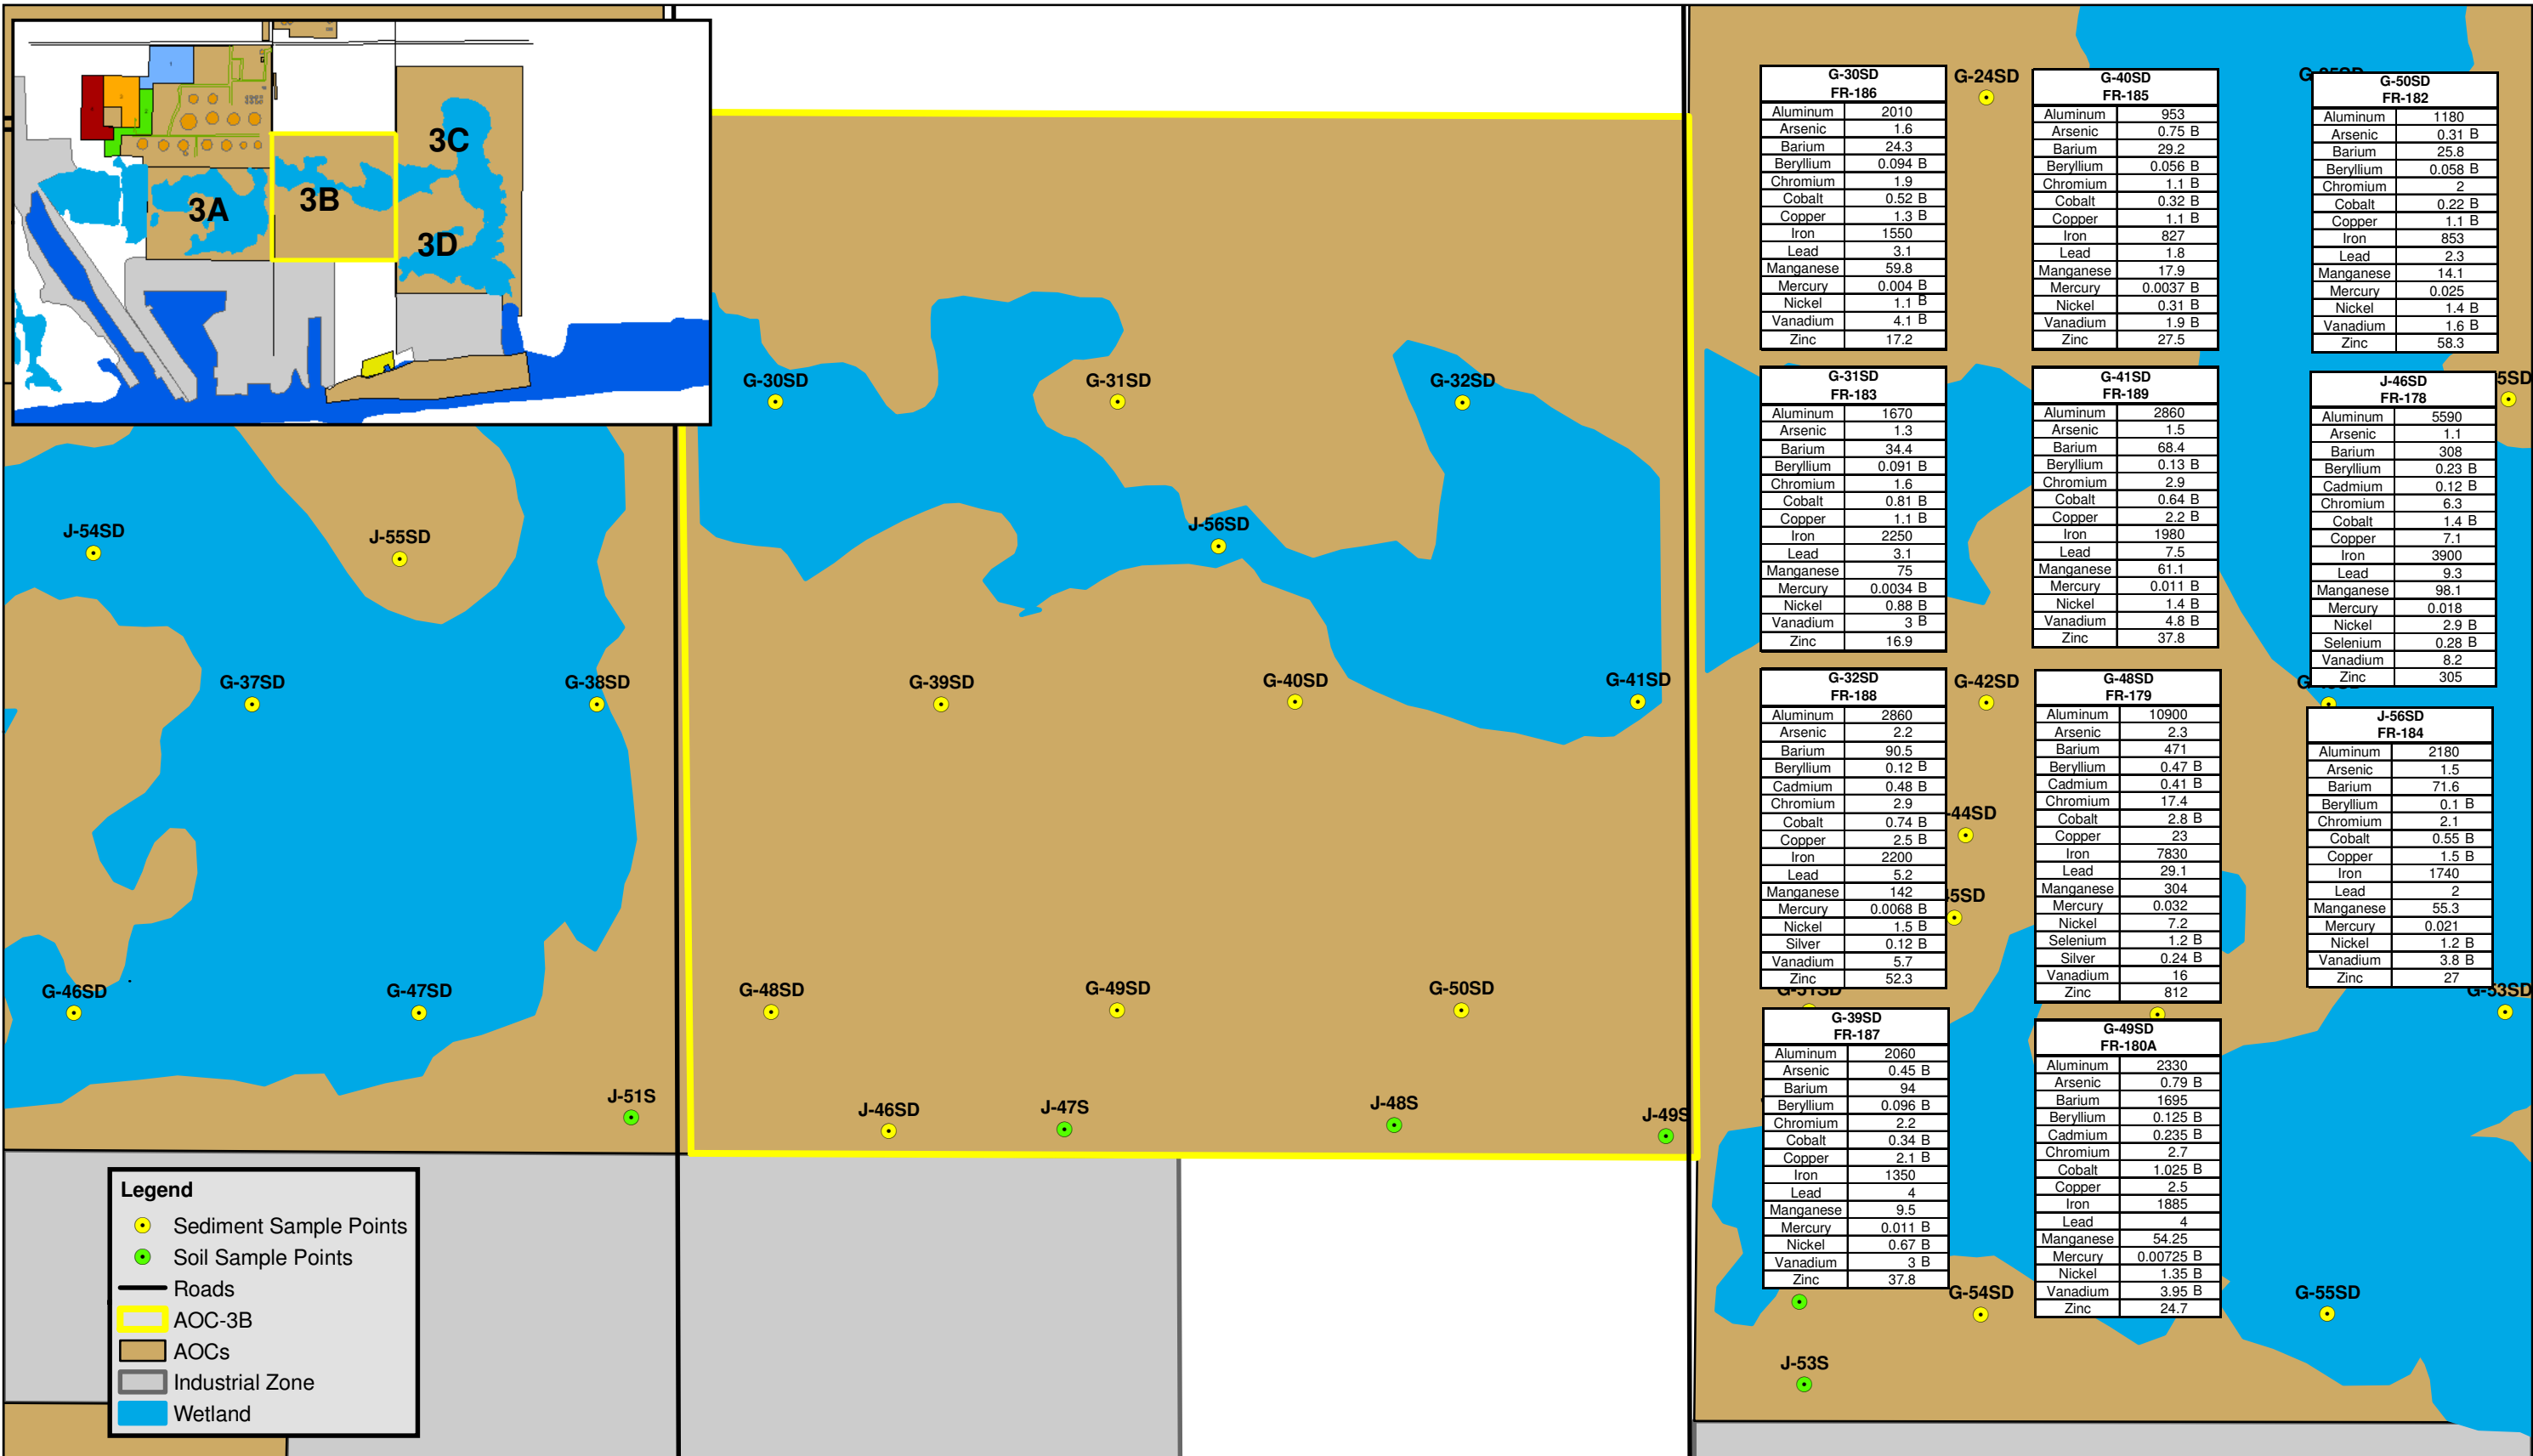 3A
3B
3C
3D
G-30SD
G-31SD
G-32SD
J-54SD
J-55SD
J-56SD
G-37SD
G-38SD
G-39SD
G-40SD
G-41SD
G-46SD
G-47SD
G-48SD
G-49SD
G-50SD
J-51S
J-46SD
J-47S
J-48S
J-49S
G-24SD
G-42SD
-44SD
5SD
5SD
G-51SD
G-53SD
G-54SD
G-55SD
J-53S
Legend
Sediment Sample Points
Soil Sample Points
Roads
AOC-3B
AOCs
Industrial Zone
Wetland
G-30SD
FR-186
Aluminum 2010
Arsenic 1.6
Barium 24.3
Beryllium 0.094 B
Chromium 1.9
Cobalt 0.52 B
Copper 1.3 B
Iron 1550
Lead 3.1
Manganese 59.8
Mercury 0.004 B
Nickel 1.1 B
Vanadium 4.1 B
Zinc 17.2
G-31SD
FR-183
Aluminum 1670
Arsenic 1.3
Barium 34.4
Beryllium 0.091 B
Chromium 1.6
Cobalt 0.81 B
Copper 1.1 B
Iron 2250
Lead 3.1
Manganese 75
Mercury 0.0034 B
Nickel 0.88 B
Vanadium 3 B
Zinc 16.9
G-32SD
FR-188
Aluminum 2860
Arsenic 2.2
Barium 90.5
Beryllium 0.12 B
Cadmium 0.48 B
Chromium 2.9
Cobalt 0.74 B
Copper 2.5 B
Iron 2200
Lead 5.2
Manganese 142
Mercury 0.0068 B
Nickel 1.5 B
Silver 0.12 B
Vanadium 5.7
Zinc 52.3
G-39SD
FR-187
Aluminum 2060
Arsenic 0.45 B
Barium 94
Beryllium 0.096 B
Chromium 2.2
Cobalt 0.34 B
Copper 2.1 B
Iron 1350
Lead 4
Manganese 9.5
Mercury 0.011 B
Nickel 0.67 B
Vanadium 3 B
Zinc 37.8
G-40SD
FR-185
Aluminum 953
Arsenic 0.75 B
Barium 29.2
Beryllium 0.056 B
Chromium 1.1 B
Cobalt 0.32 B
Copper 1.1 B
Iron 827
Lead 1.8
Manganese 17.9
Mercury 0.0037 B
Nickel 0.31 B
Vanadium 1.9 B
Zinc 27.5
G-41SD
FR-189
Aluminum 2860
Arsenic 1.5
Barium 68.4
Beryllium 0.13 B
Chromium 2.9
Cobalt 0.64 B
Copper 2.2 B
Iron 1980
Lead 7.5
Manganese 61.1
Mercury 0.011 B
Nickel 1.4 B
Vanadium 4.8 B
Zinc 37.8
G-48SD
FR-179
Aluminum 10900
Arsenic 2.3
Barium 471
Beryllium 0.47 B
Cadmium 0.41 B
Chromium 17.4
Cobalt 2.8 B
Copper 23
Iron 7830
Lead 29.1
Manganese 304
Mercury 0.032
Nickel 7.2
Selenium 1.2 B
Silver 0.24 B
Vanadium 16
Zinc 812
G-49SD
FR-180A
Aluminum 2330
Arsenic 0.79 B
Barium 1695
Beryllium 0.125 B
Cadmium 0.235 B
Chromium 2.7
Cobalt 1.025 B
Copper 2.5
Iron 1885
Lead 4
Manganese 54.25
Mercury 0.00725 B
Nickel 1.35 B
Vanadium 3.95 B
Zinc 24.7
G-50SD
FR-182
Aluminum 1180
Arsenic 0.31 B
Barium 25.8
Beryllium 0.058 B
Chromium 2
Cobalt 0.22 B
Copper 1.1 B
Iron 853
Lead 2.3
Manganese 14.1
Mercury 0.025
Nickel 1.4 B
Vanadium 1.6 B
Zinc 58.3
J-46SD
FR-178
Aluminum 5590
Arsenic 1.1
Barium 308
Beryllium 0.23 B
Cadmium 0.12 B
Chromium 6.3
Cobalt 1.4 B
Copper 7.1
Iron 3900
Lead 9.3
Manganese 98.1
Mercury 0.018
Nickel 2.9 B
Selenium 0.28 B
Vanadium 8.2
Zinc 305
J-56SD
FR-184
Aluminum 2180
Arsenic 1.5
Barium 71.6
Beryllium 0.1 B
Chromium 2.1
Cobalt 0.55 B
Copper 1.5 B
Iron 1740
Lead 2
Manganese 55.3
Mercury 0.021
Nickel 1.2 B
Vanadium 3.8 B
Zinc 27